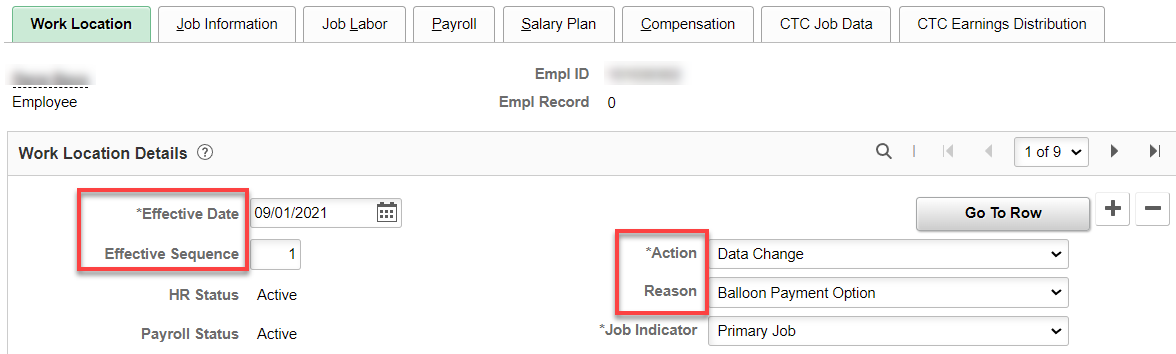 Work Location Job Information Job Labor Payroll Salary Plan Compensation CTC Job Data CTC Earnings Distribution
Empl ID
Employee
Empl Record 0
Work Location Details ?
1 of 9
*Effective Date 09/01/2021
Go To Row
Effective Sequence 1
*Action Data Change
HR Status Active
Reason Balloon Payment Option
Payroll Status Active
*Job Indicator Primary Job